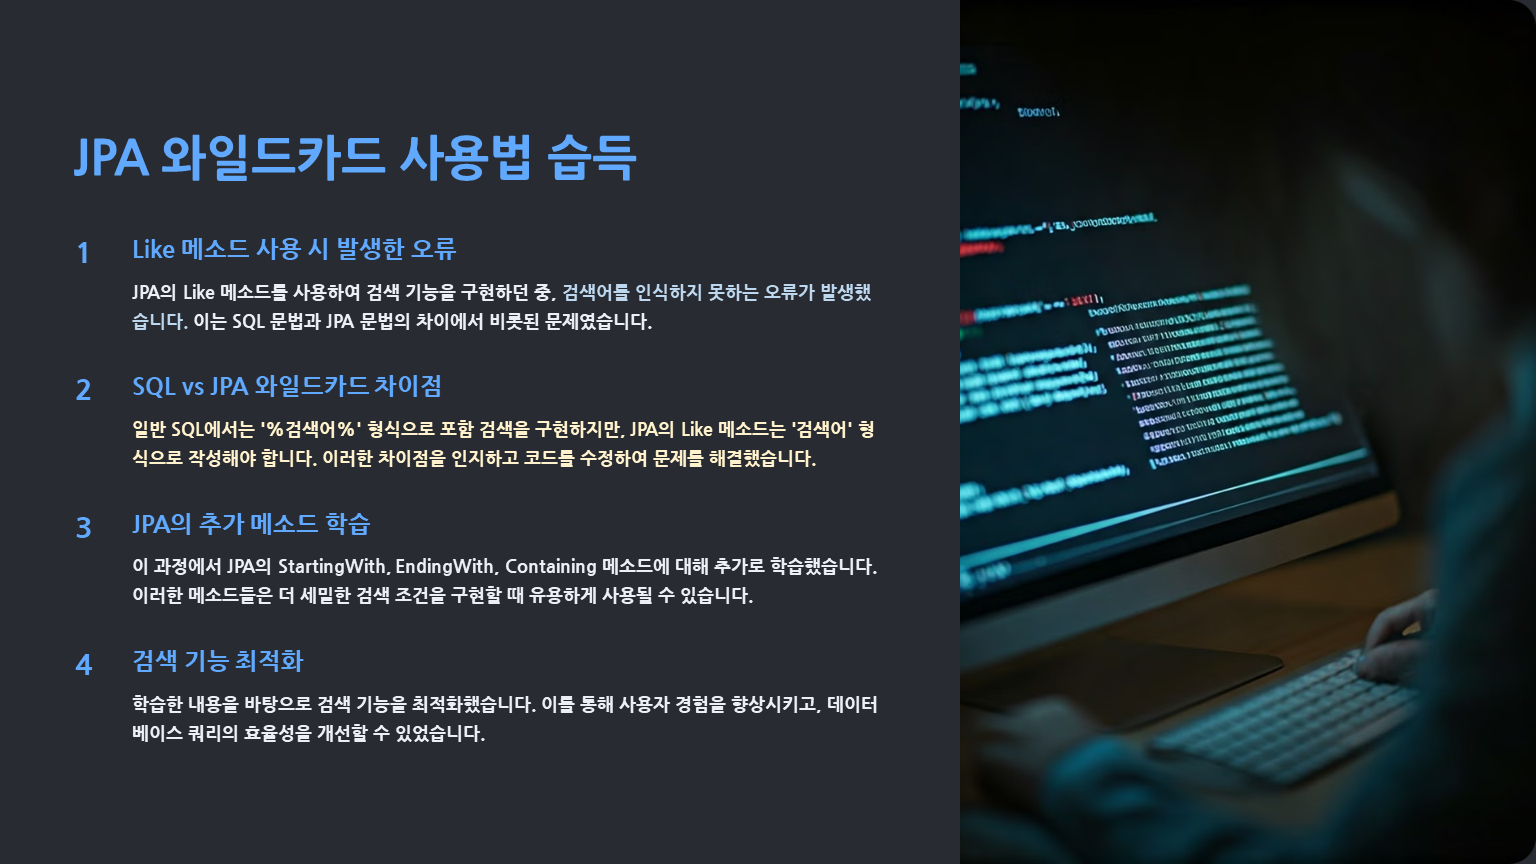 JPA 와일드카드 사용법 습득
1 Like 메소드 사용 시 발생한 오류
JPA의 Like 메소드를 사용하여 검색 기능을 구현하던 중, 검색어를 인식하지 못하는 오류가 발생했
습니다. 이는 SQL 문법과 JPA 문법의 차이에서 비롯된 문제였습니다.
2 SQL vs JPA 와일드카드 차이점
일반 SQL에서는 '%검색어%' 형식으로 포함 검색을 구현하지만, JPA의 Like 메소드는 '검색어' 형
식으로 작성해야 합니다. 이러한 차이점을 인지하고 코드를 수정하여 문제를 해결했습니다.
3 JPA의 추가 메소드 학습
이 과정에서 JPA의 StartingWith, EndingWith, Containing 메소드에 대해 추가로 학습했습니다.
이러한 메소드들은 더 세밀한 검색 조건을 구현할 때 유용하게 사용될 수 있습니다.
4 검색 기능 최적화
학습한 내용을 바탕으로 검색 기능을 최적화했습니다. 이를 통해 사용자 경험을 향상시키고, 데이터
베이스 쿼리의 효율성을 개선할 수 있었습니다.